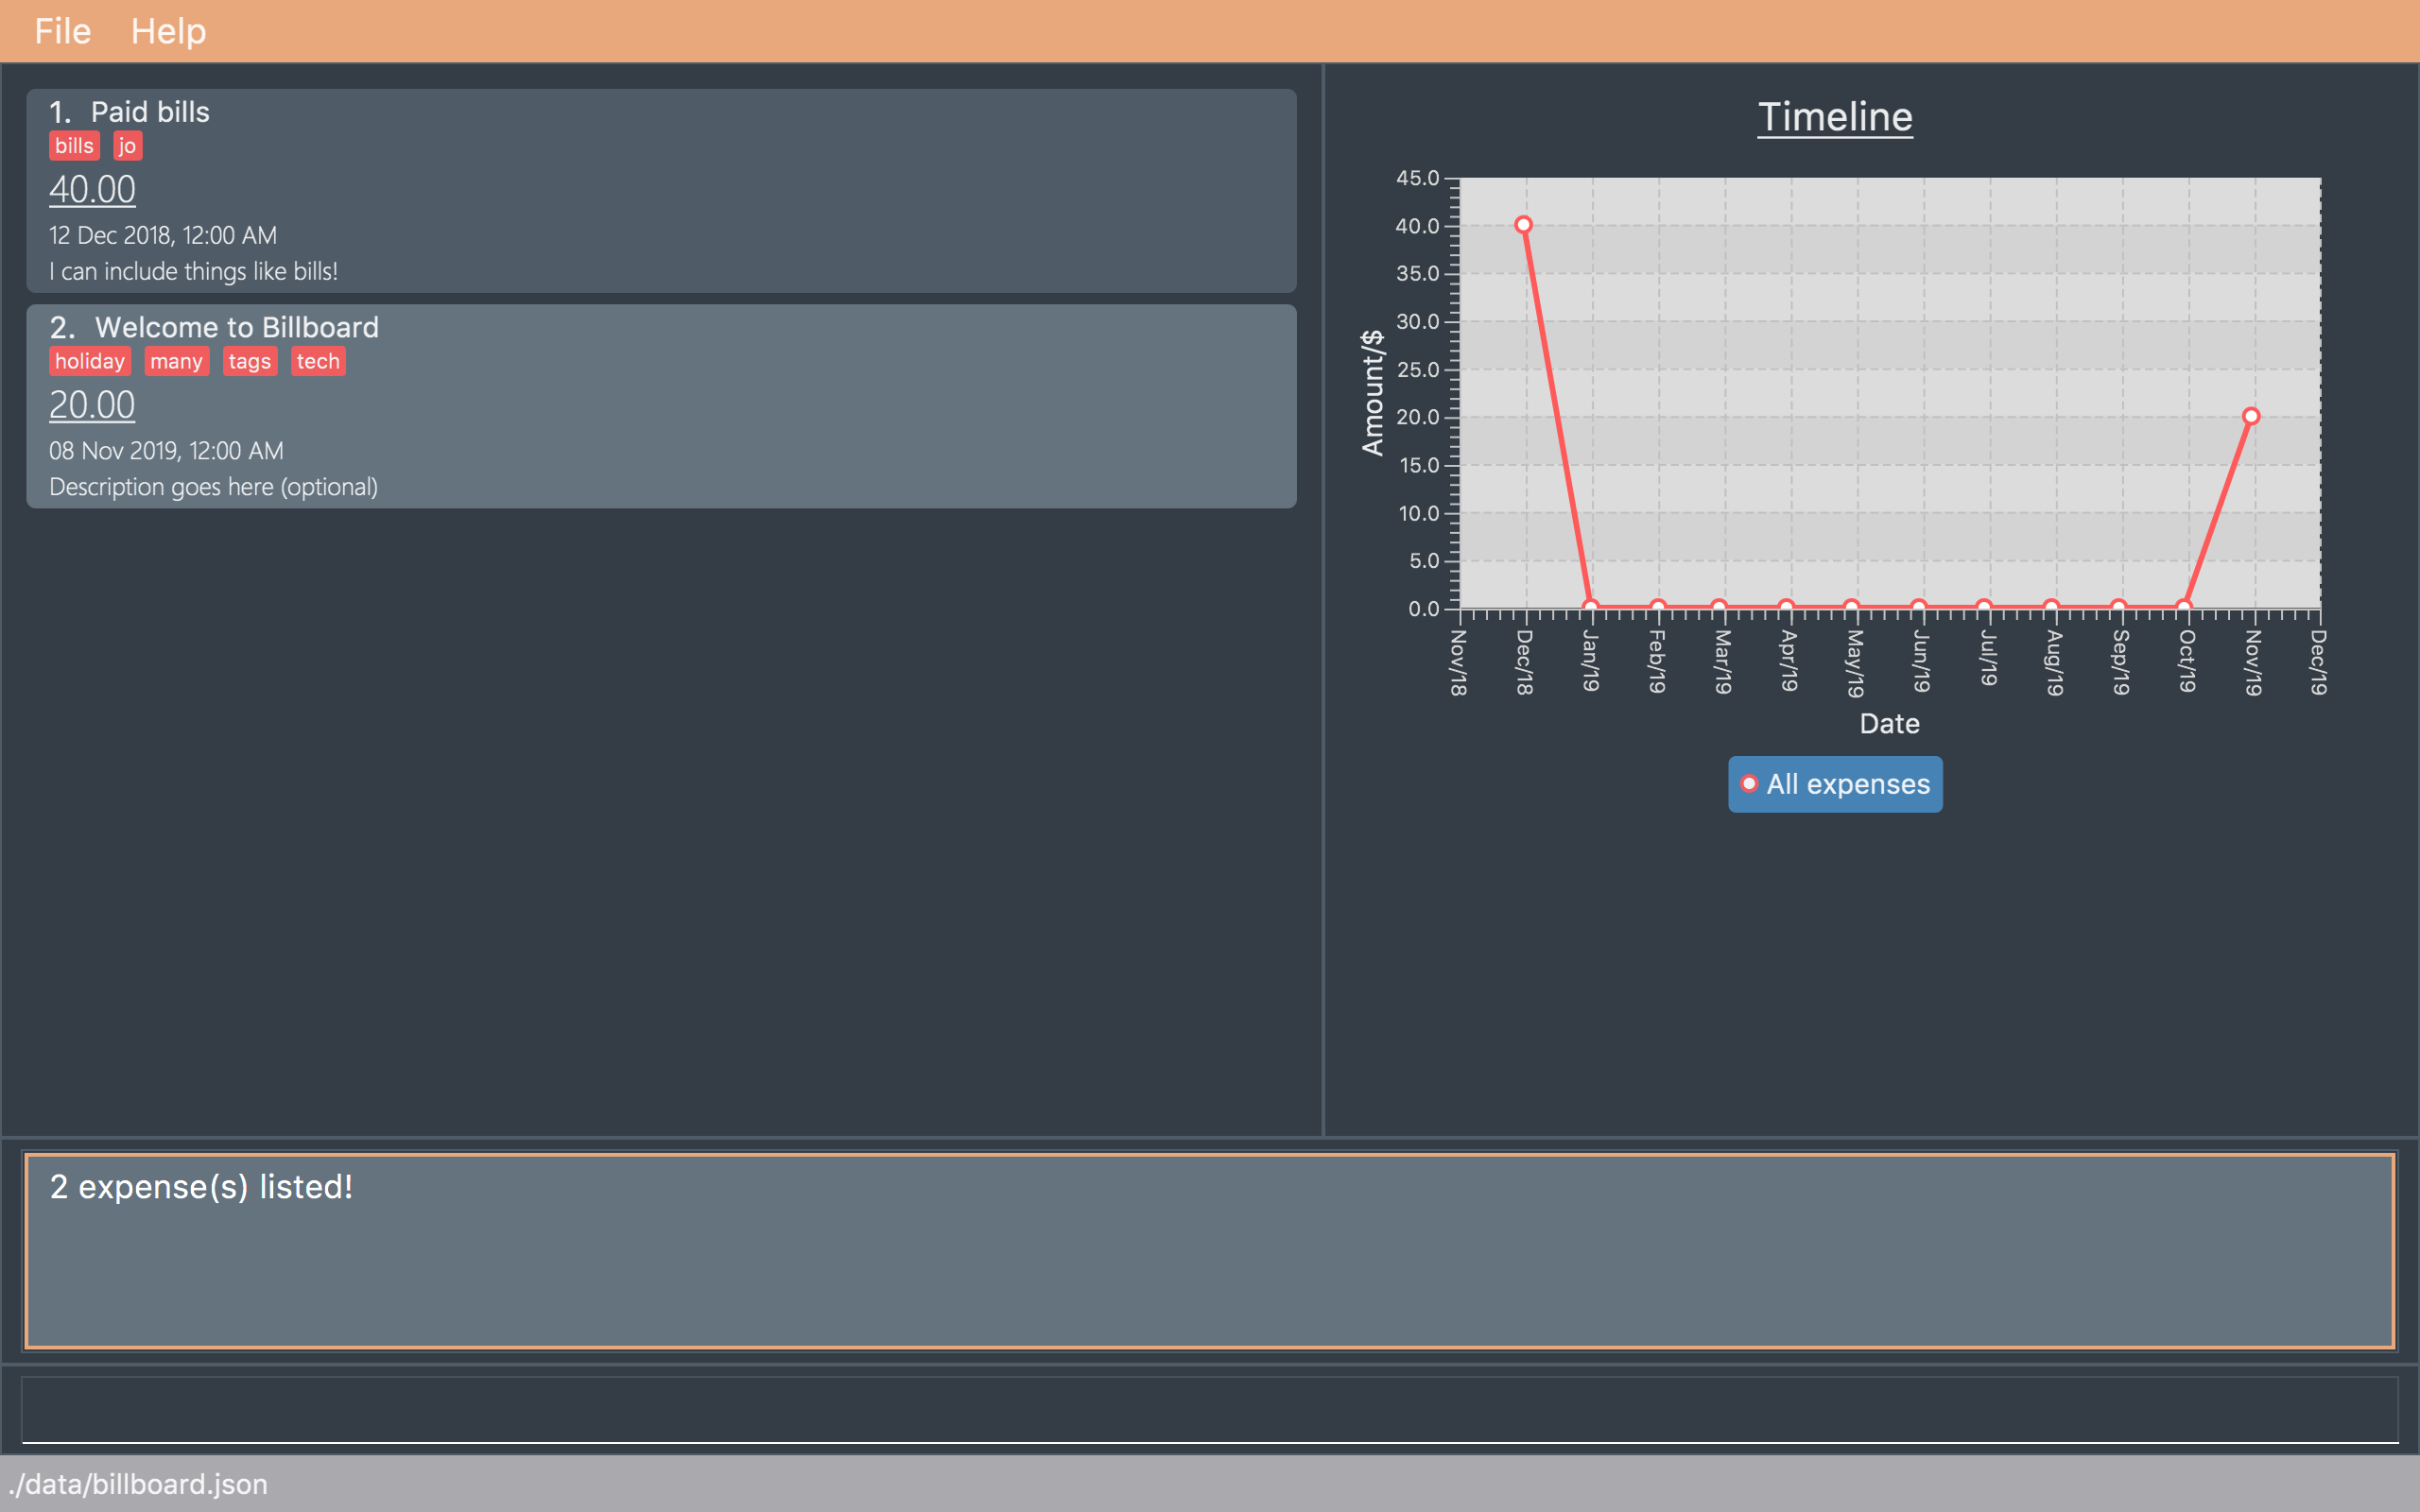 File Help
1. Paid bills
bills jo
40.00
12 Dec 2018, 12:00 AM
I can include things like bills!
2. Welcome to Billboard
holiday many tags tech
20.00
08 Nov 2019, 12:00 AM
Description goes here (optional)
Timeline
Amount/$
45.0
40.0
35.0
30.0
25.0
20.0
15.0
10.0
5.0
0.0
Nov/18 Dec/18 Jan/19 Feb/19 Mar/19 Apr/19 May/19 Jun/19 Jul/19 Aug/19 Sep/19 Oct/19 Nov/19 Dec/19
Date
All expenses
2 expense(s) listed!
./data/billboard.json